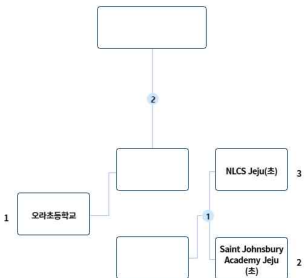 2
NLCS Jeju(초) 3
1 오라초등학교
1
Saint Johnsbury
Academy Jeju
(초)
2